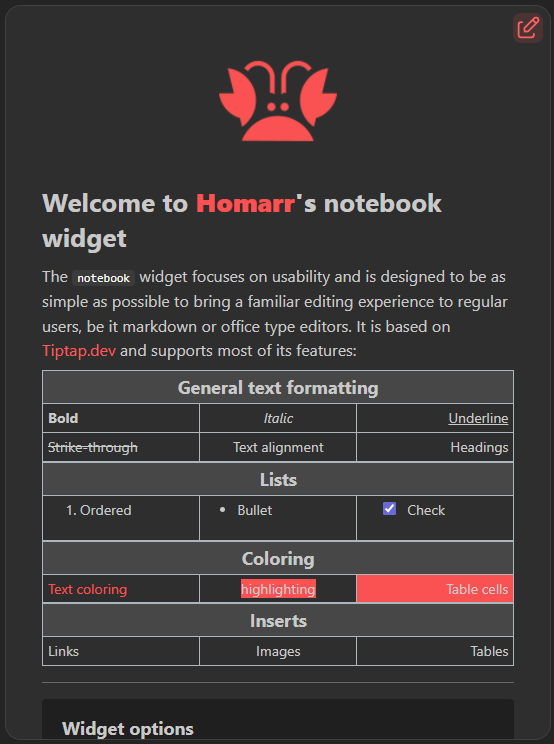 Welcome to Homarr's notebook
widget
The notebook widget focuses on usability and is designed to be as
simple as possible to bring a familiar editing experience to regular
users, be it markdown or office type editors. It is based on
Tiptap.dev and supports most of its features:
General text formatting
Bold Italic Underline
Strike-through Text alignment Headings
Lists
1. Ordered • Bullet Check
Coloring
Text coloring highlighting Table cells
Inserts
Links Images Tables
Widget options